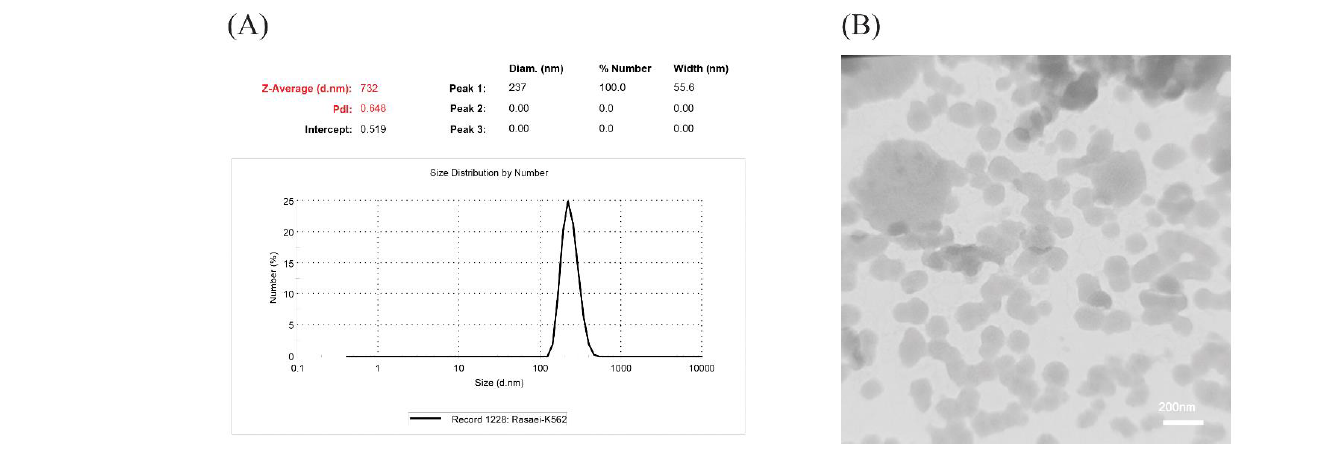 (A)
(B)
Diam. (nm) % Number Width (nm)
Z-Average (d.nm): 732 Peak 1: 237 100.0 55.6
PdI: 0.648 Peak 2: 0.00 0.0 0.00
Intercept: 0.519 Peak 3: 0.00 0.0 0.00
Size Distribution by Number
Number (%)
25
20
15
10
5
0
0.1 1 10 100 1000 10000
Size (d.nm)
Record 1228: Rasaei-K562
200nm